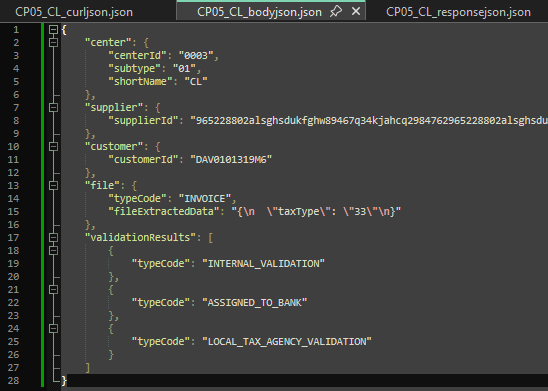 CP05_CL_curljson.json CP05_CL_bodyjson.json CP05_CL_responsejson.json
1 {
2 "center": {
3 "centerId": "0003",
4 "subtype": "01",
5 "shortName": "CL"
6 },
7 "supplier": {
8 "supplierId": "965228802alsghsdukfghw89467q34kjahcq2984762965228802alsghsdu
9 },
10 "customer": {
11 "customerId": "DAV0101319M6"
12 },
13 "file": {
14 "typeCode": "INVOICE",
15 "fileExtractedData": "{\n  \"taxType\": \"33\"\n}"
16 },
17 "validationResults": [
18 {
19 "typeCode": "INTERNAL_VALIDATION"
20 },
21 {
22 "typeCode": "ASSIGNED_TO_BANK"
23 },
24 {
25 "typeCode": "LOCAL_TAX_AGENCY_VALIDATION"
26 }
27 ]
28 }